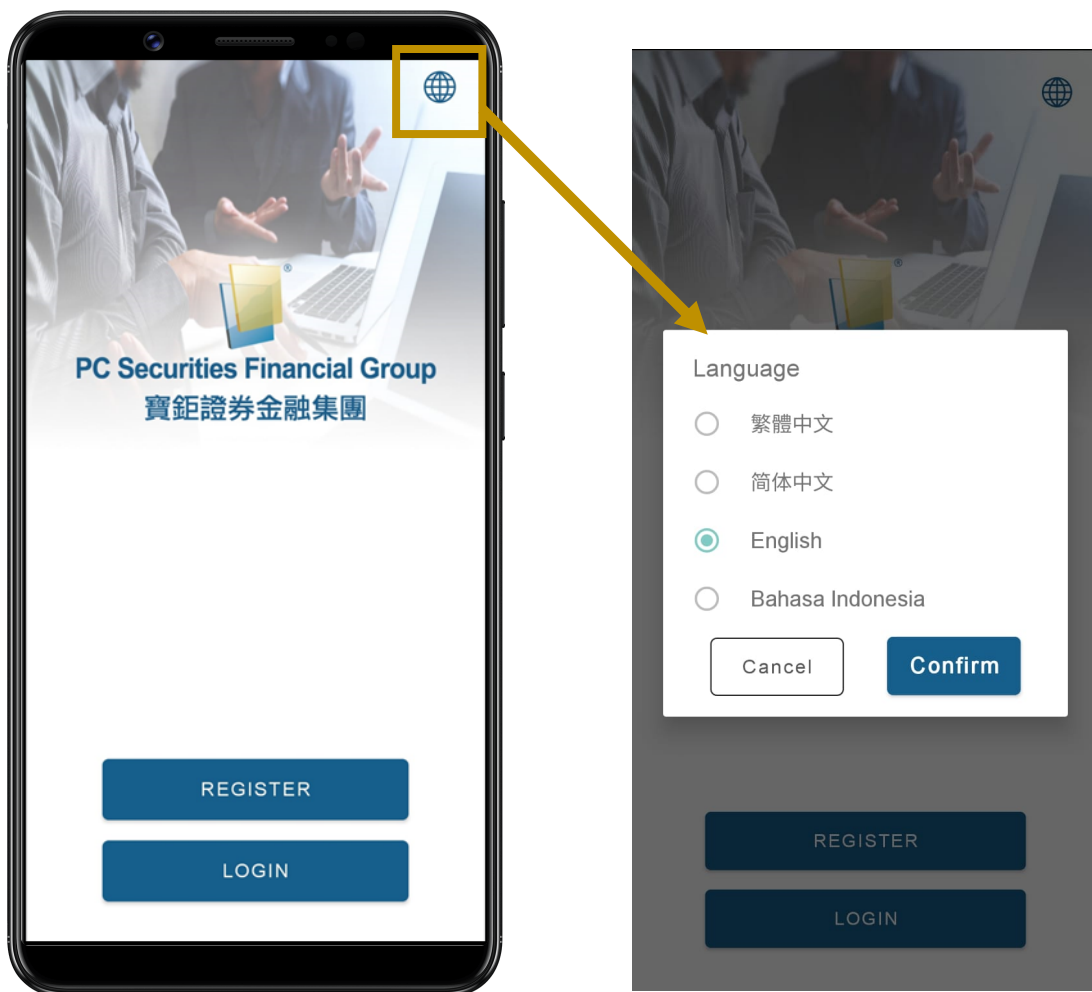 ®
PC Securities Financial Group
寶鉅證券金融集團
REGISTER
LOGIN
®
Language
繁體中文
简体中文
English
Bahasa Indonesia
Cancel
Confirm
REGISTER
LOGIN